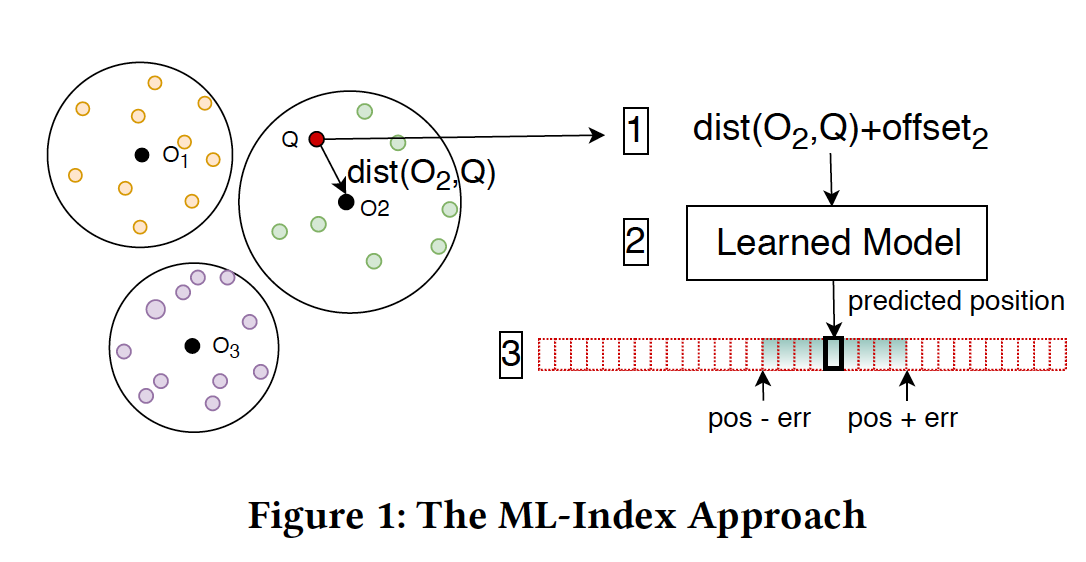 O1
Q
dist(O2,Q)
O2
O3
1
dist(O2,Q)+offset2
2
Learned Model
predicted position
3
pos - err
pos + err
Figure 1: The ML-Index Approach